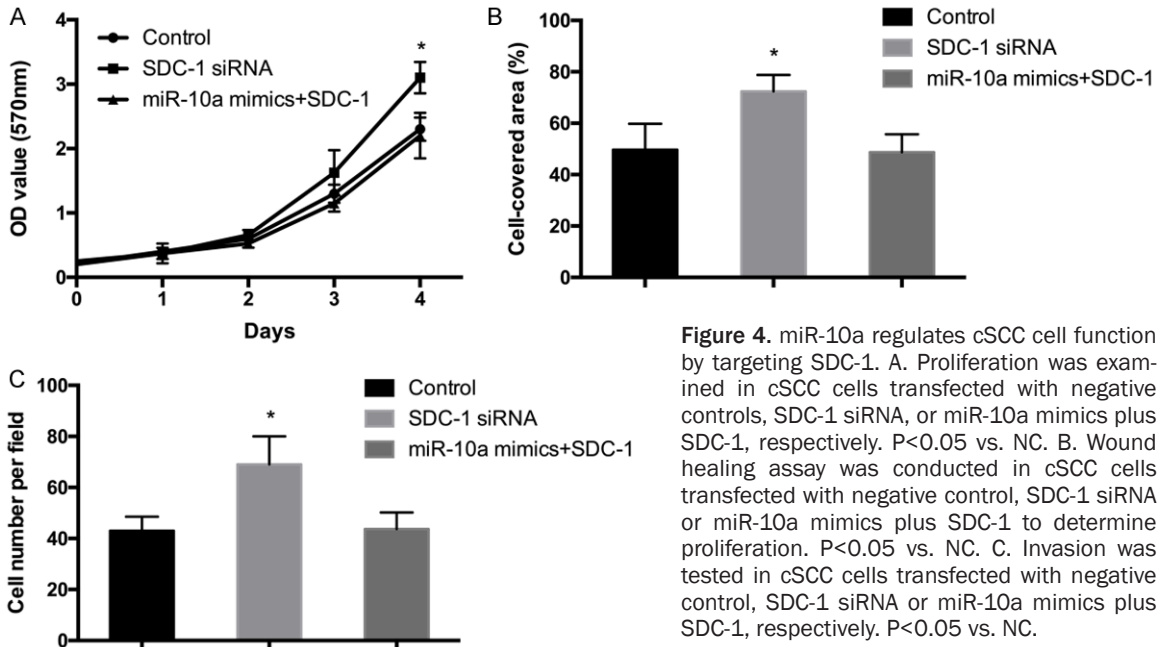 A
4
3
2
1
0
OD value (570nm)
Control
SDC-1 siRNA
miR-10a mimics+SDC-1
*
0 1 2 3 4
Days
B
100
80
60
40
20
0
Cell-covered area (%)
*
Control
SDC-1 siRNA
miR-10a mimics+SDC-1
C
100
80
60
40
20
0
Cell number per field
*
Control
SDC-1 siRNA
miR-10a mimics+SDC-1
Figure 4. miR-10a regulates cSCC cell function
by targeting SDC-1. A. Proliferation was exam-
ined in cSCC cells transfected with negative
controls, SDC-1 siRNA, or miR-10a mimics plus
SDC-1, respectively. P<0.05 vs. NC. B. Wound
healing assay was conducted in cSCC cells
transfected with negative control, SDC-1 siRNA
or miR-10a mimics plus SDC-1 to determine
proliferation. P<0.05 vs. NC. C. Invasion was
tested in cSCC cells transfected with negative
control, SDC-1 siRNA or miR-10a mimics plus
SDC-1, respectively. P<0.05 vs. NC.